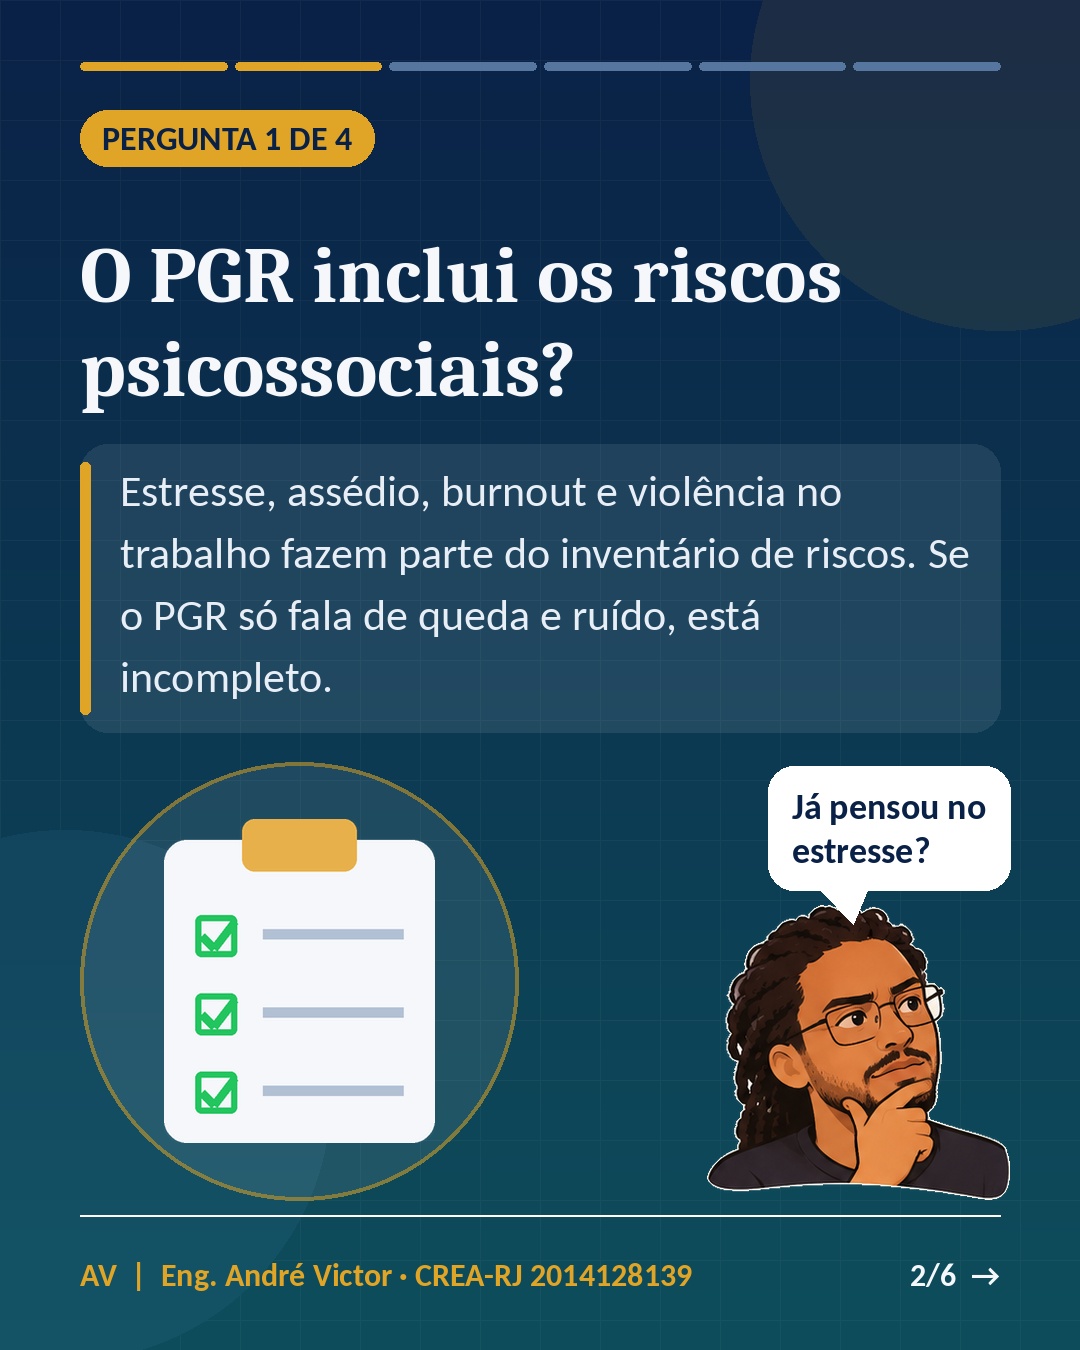 PERGUNTA 1 DE 4
O PGR inclui os riscos
psicossociais?
Estresse, assédio, burnout e violência no
trabalho fazem parte do inventário de riscos. Se
o PGR só fala de queda e ruído, está
incompleto.
Já pensou no
estresse?
AV | Eng. André Victor · CREA-RJ 2014128139
2/6 →